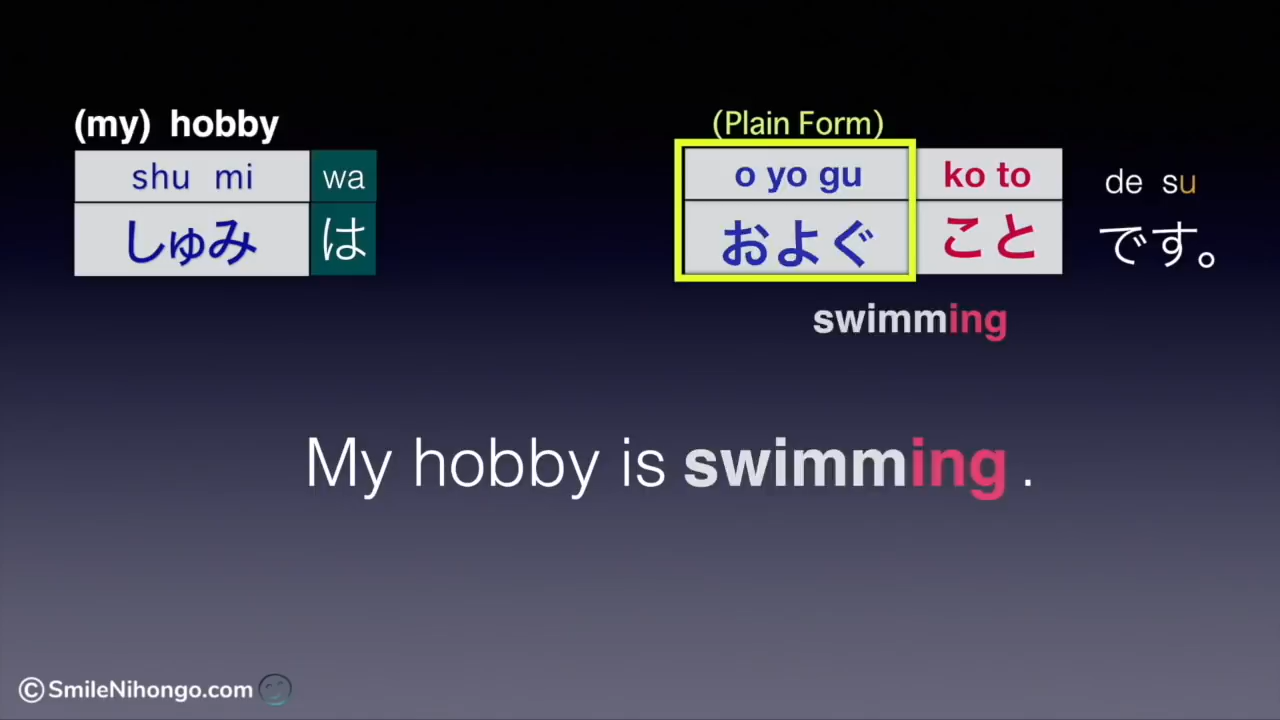 (my) hobby
(Plain Form)
shu mi wa
o yo gu ko to de su
しゅみ は
およぐ こと です。
swimming
My hobby is swimming .
©SmileNihongo.com